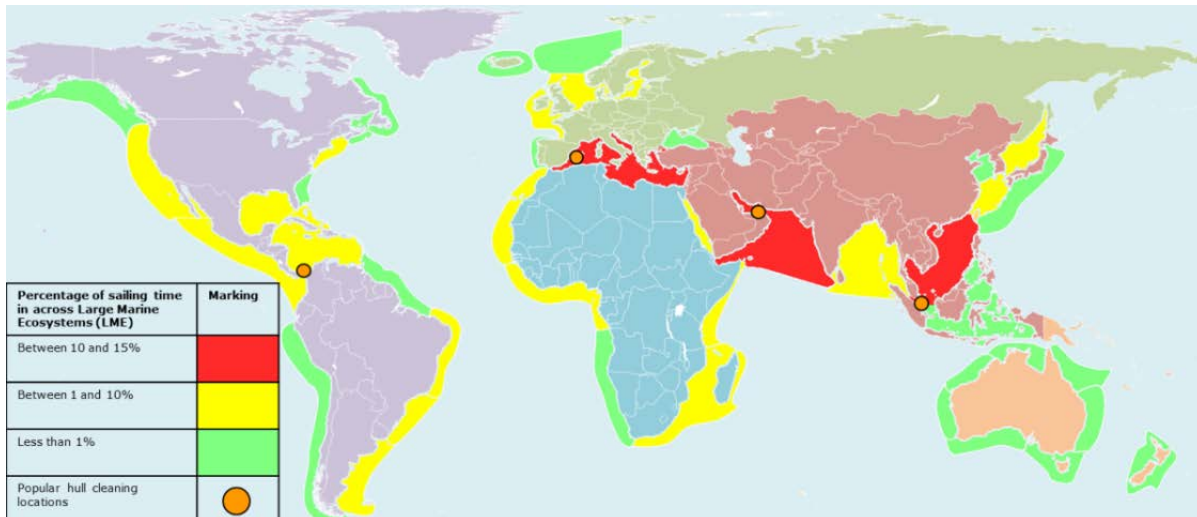 Percentage of sailing time
in across Large Marine
Ecosystems (LME)
Marking
Between 10 and 15%
Between 1 and 10%
Less than 1%
Popular hull cleaning
locations